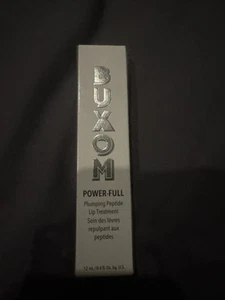 BUXOM
POWER-FULL
Plumping Peptide
Lip Treatment
Soin des lèvres
repulpant aux
peptides